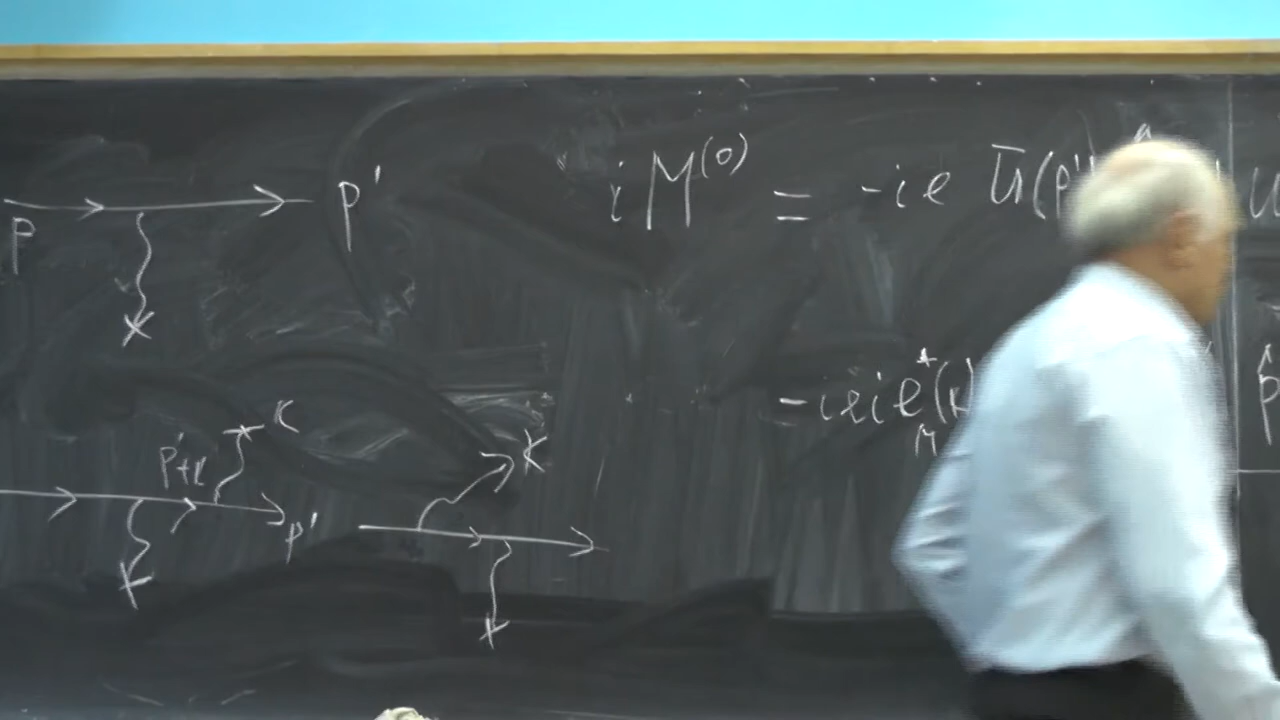 p'
P
iM^(0) = -ie ū(p'
u
K
p'+k
p'
K
-ieie*_μ(k
p̂